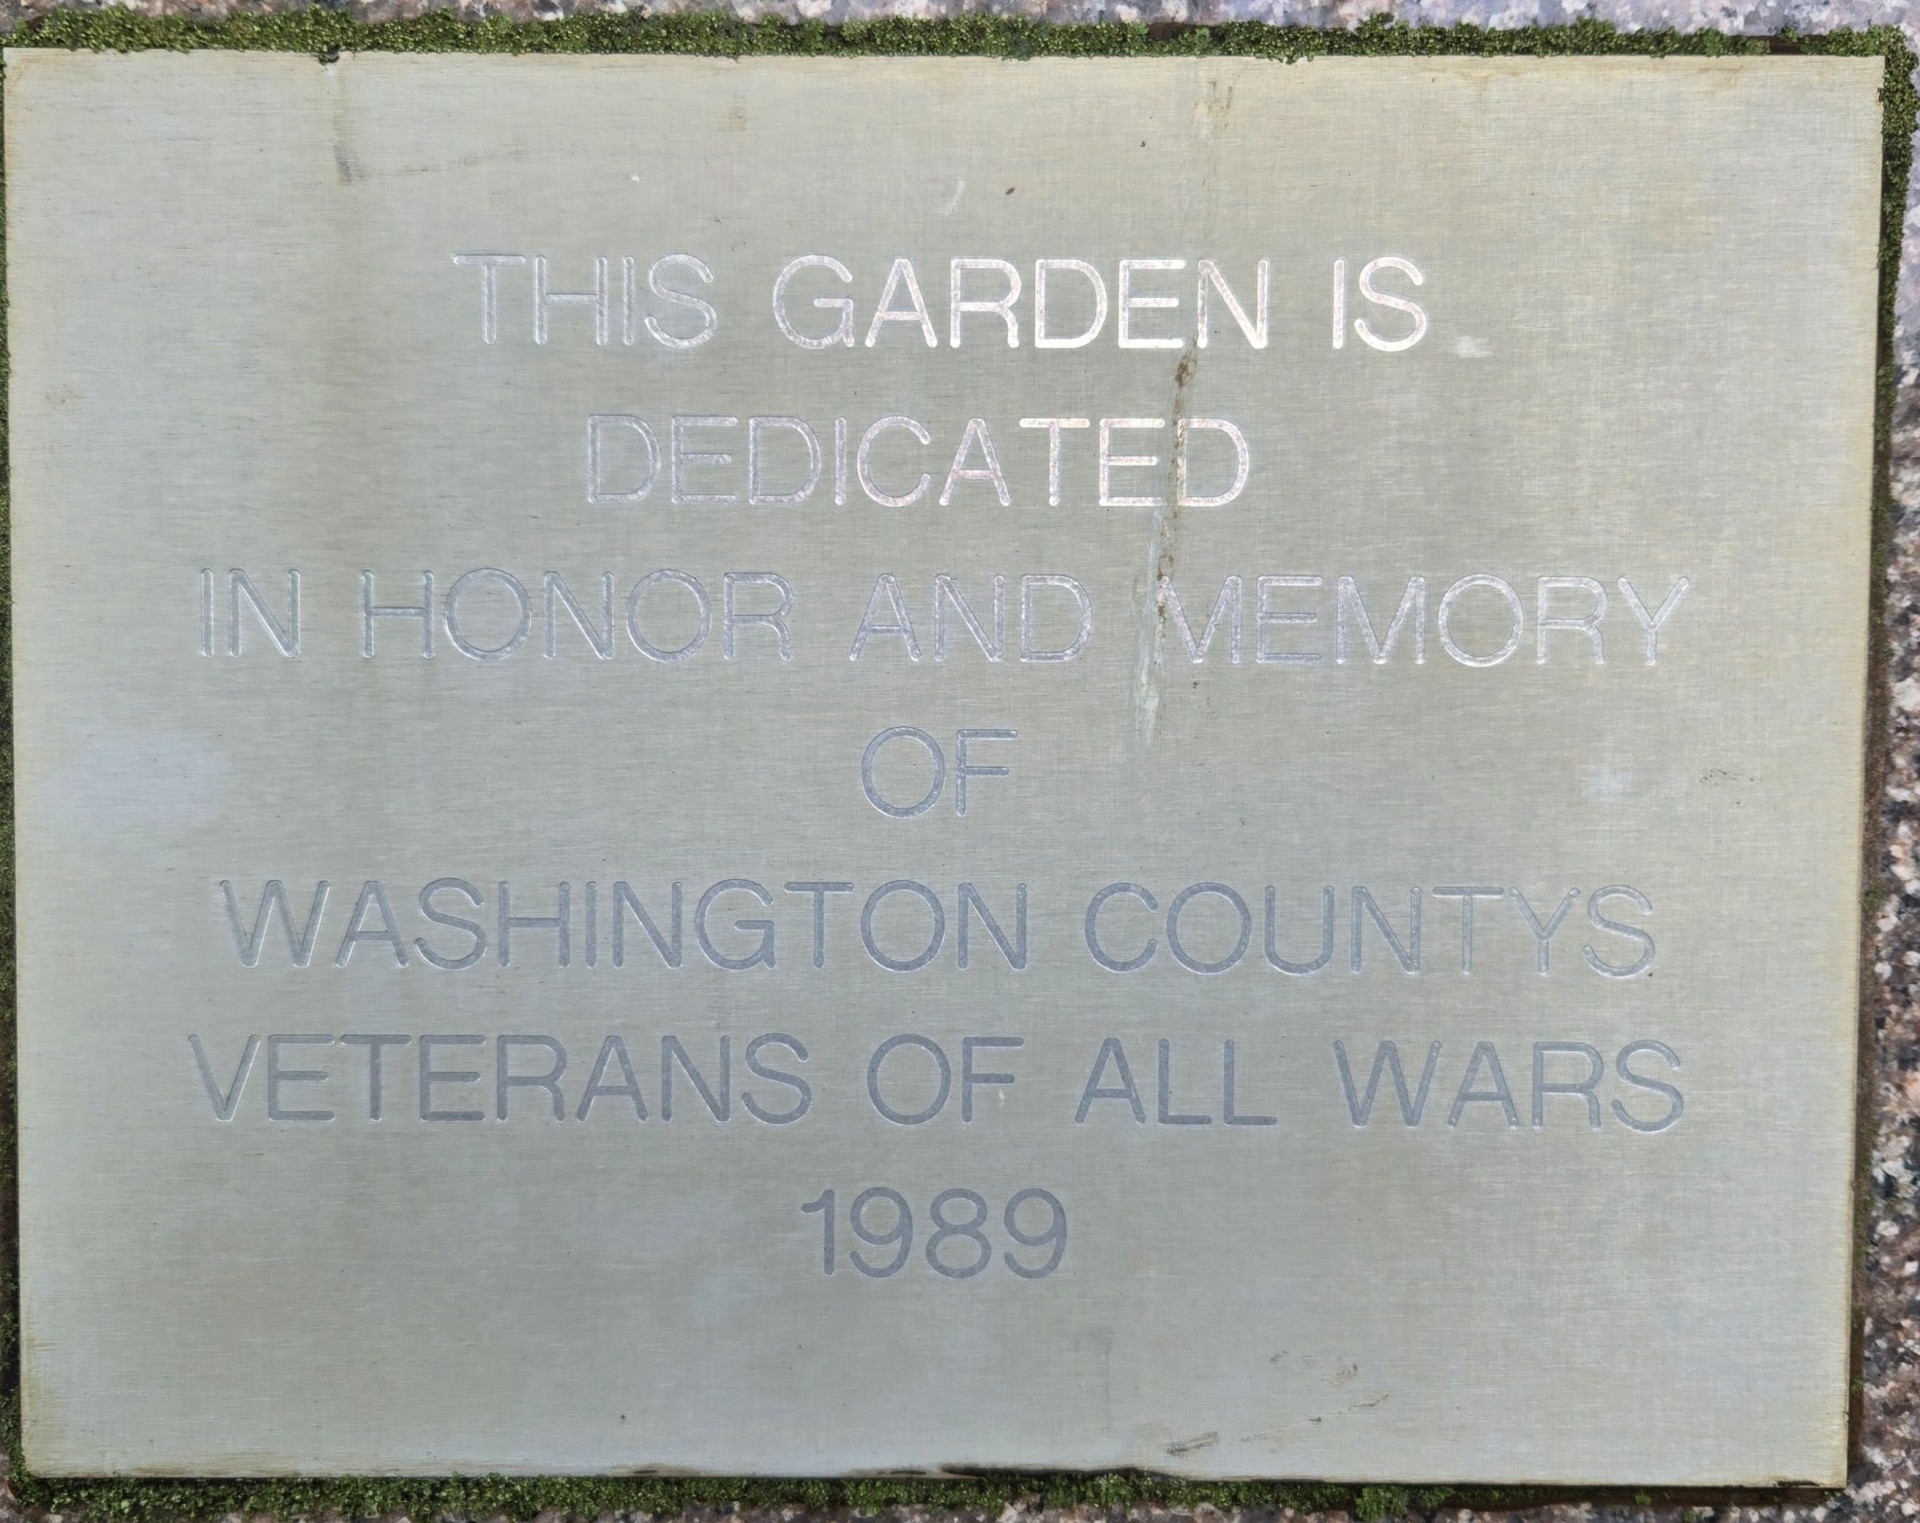 THIS GARDEN IS
DEDICATED
IN HONOR AND MEMORY
OF
WASHINGTON COUNTYS
VETERANS OF ALL WARS
1989